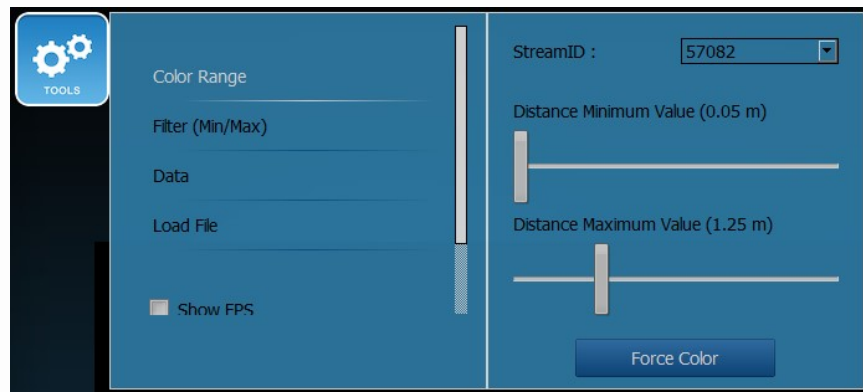 TOOLS
Color Range
Filter (Min/Max)
Data
Load File
Show FPS
StreamID :
57082
Distance Minimum Value (0.05 m)
Distance Maximum Value (1.25 m)
Force Color